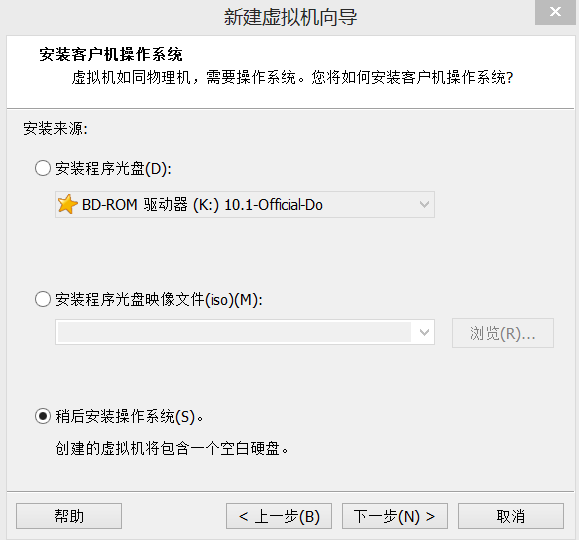 新建虚拟机向导
安装客户机操作系统
虚拟机如同物理机，需要操作系统。您将如何安装客户机操作系统?
安装来源:
安装程序光盘(D):
BD-ROM 驱动器 (K:) 10.1-Official-Do
安装程序光盘映像文件(iso)(M):
浏览(R)...
稍后安装操作系统(S)。
创建的虚拟机将包含一个空白硬盘。
帮助
< 上一步(B)
下一步(N) >
取消